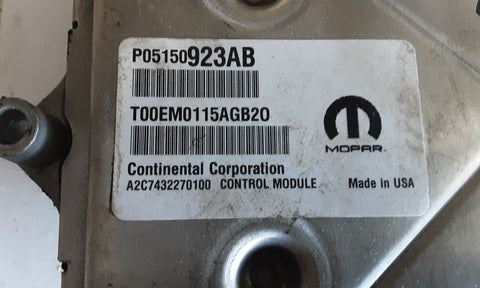 P05150923AB
T00EM0115AGB20
MOPAR
Continental Corporation
A2C7432270100 CONTROL MODULE Made in USA